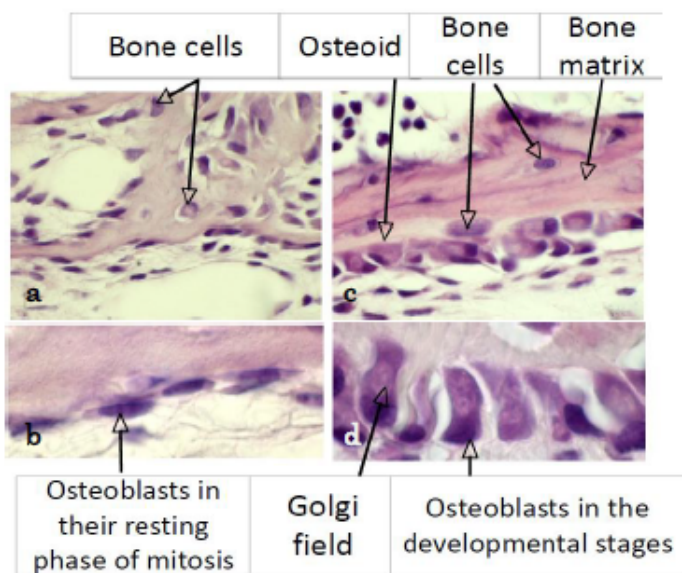 Bone cells
Osteoid
Bone
cells
Bone
matrix
a
c
b
d
Osteoblasts in
their resting
phase of mitosis
Golgi
field
Osteoblasts in the
developmental stages